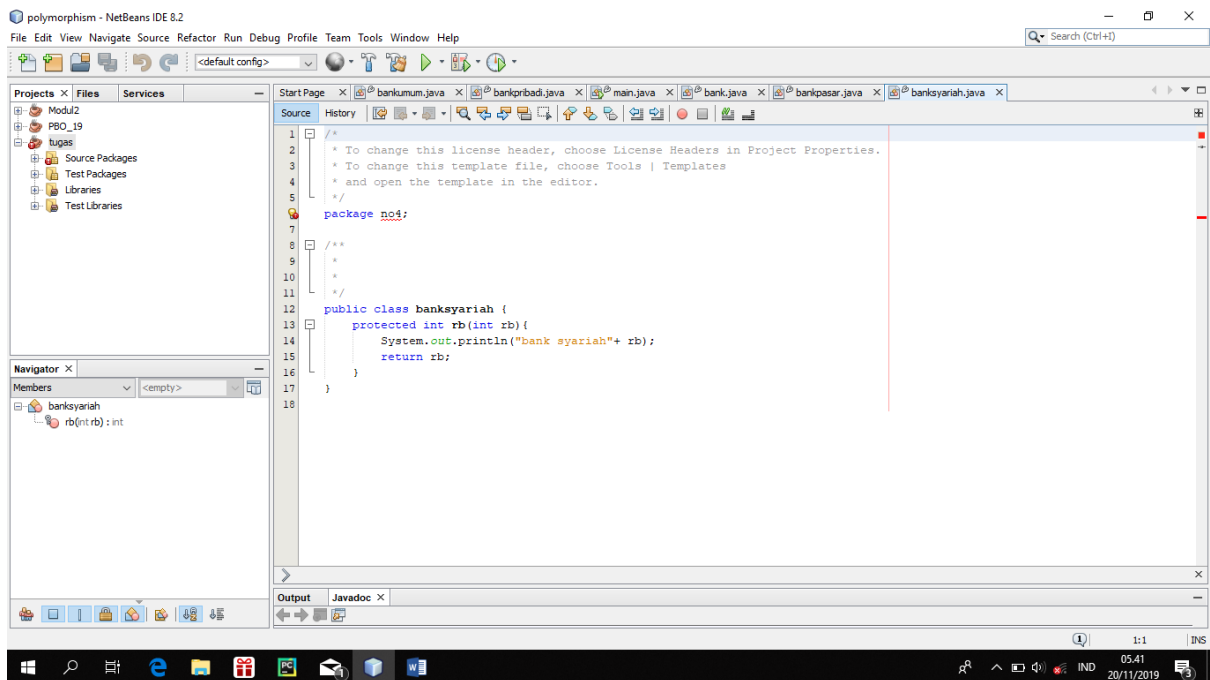 polymorphism - NetBeans IDE 8.2
File Edit View Navigate Source Refactor Run Debug Profile Team Tools Window Help
Search (Ctrl+I)
<default config>
Projects Files Services
Modul2
PBO_19
tugas
Source Packages
Test Packages
Libraries
Test Libraries
Start Page bankumum.java bankpribadi.java main.java bank.java bankpasar.java banksyariah.java
Source History
1 /*
2 * To change this license header, choose License Headers in Project Properties.
3 * To change this template file, choose Tools | Templates
4 * and open the template in the editor.
5 */
package no4;
7
8 /**
9 *
10 *
11 */
12 public class banksyariah {
13 protected int rb(int rb){
14 System.out.println("bank syariah"+ rb);
15 return rb;
16 }
17 }
18
Navigator
Members <empty>
banksyariah
rb(int rb) : int
Output Javadoc
1 1:1 INS
IND
05.41
20/11/2019
3